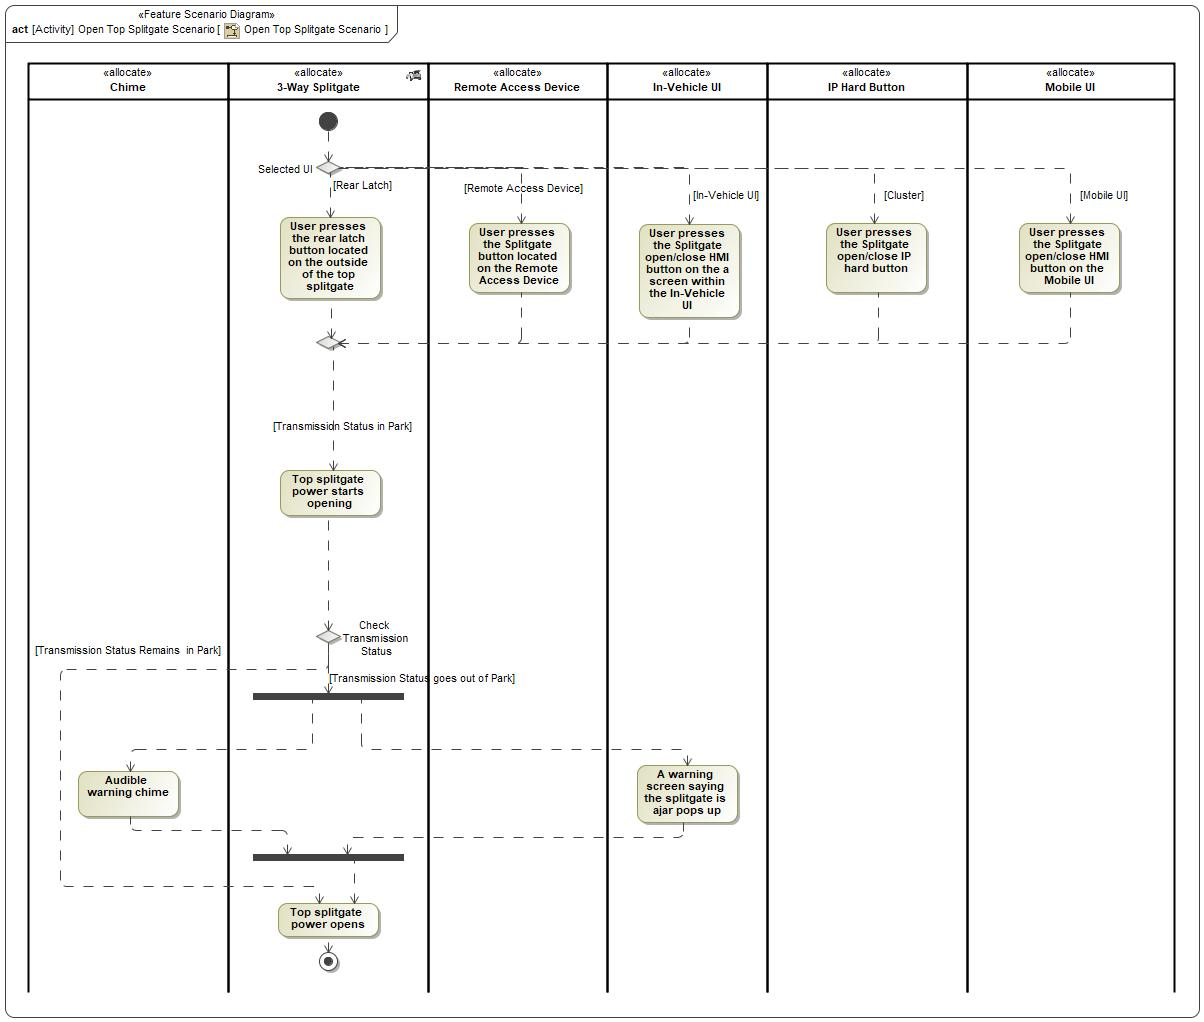 «Feature Scenario Diagram»
act [Activity] Open Top Splitgate Scenario [ Open Top Splitgate Scenario ]
«allocate»
Chime
«allocate»
3-Way Splitgate
«allocate»
Remote Access Device
«allocate»
In-Vehicle UI
«allocate»
IP Hard Button
«allocate»
Mobile UI
Selected UI
[Rear Latch]
[Remote Access Device]
[In-Vehicle UI]
[Cluster]
[Mobile UI]
User presses
the rear latch
button located
on the outside
of the top
splitgate
User presses
the Splitgate
button located
on the Remote
Access Device
User presses
the Splitgate
open/close HMI
button on the a
screen within
the In-Vehicle
UI
User presses
the Splitgate
open/close IP
hard button
User presses
the Splitgate
open/close HMI
button on the
Mobile UI
[Transmission Status in Park]
Top splitgate
power starts
opening
Check
Transmission
Status
[Transmission Status Remains in Park]
[Transmission Status goes out of Park]
Audible
warning chime
A warning
screen saying
the splitgate is
ajar pops up
Top splitgate
power opens